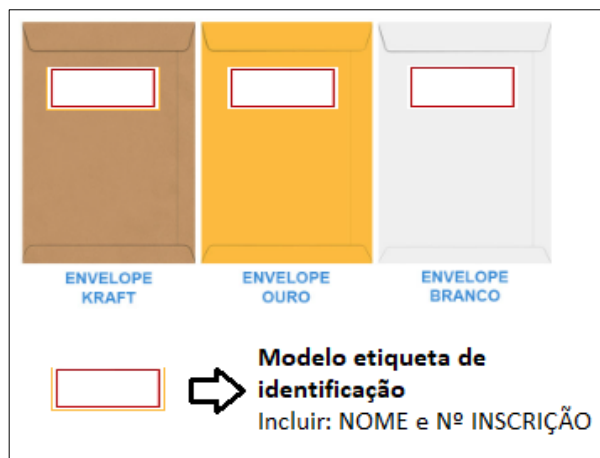 ENVELOPE
KRAFT
ENVELOPE
OURO
ENVELOPE
BRANCO
Modelo etiqueta de
identificação
Incluir: NOME e Nº INSCRIÇÃO